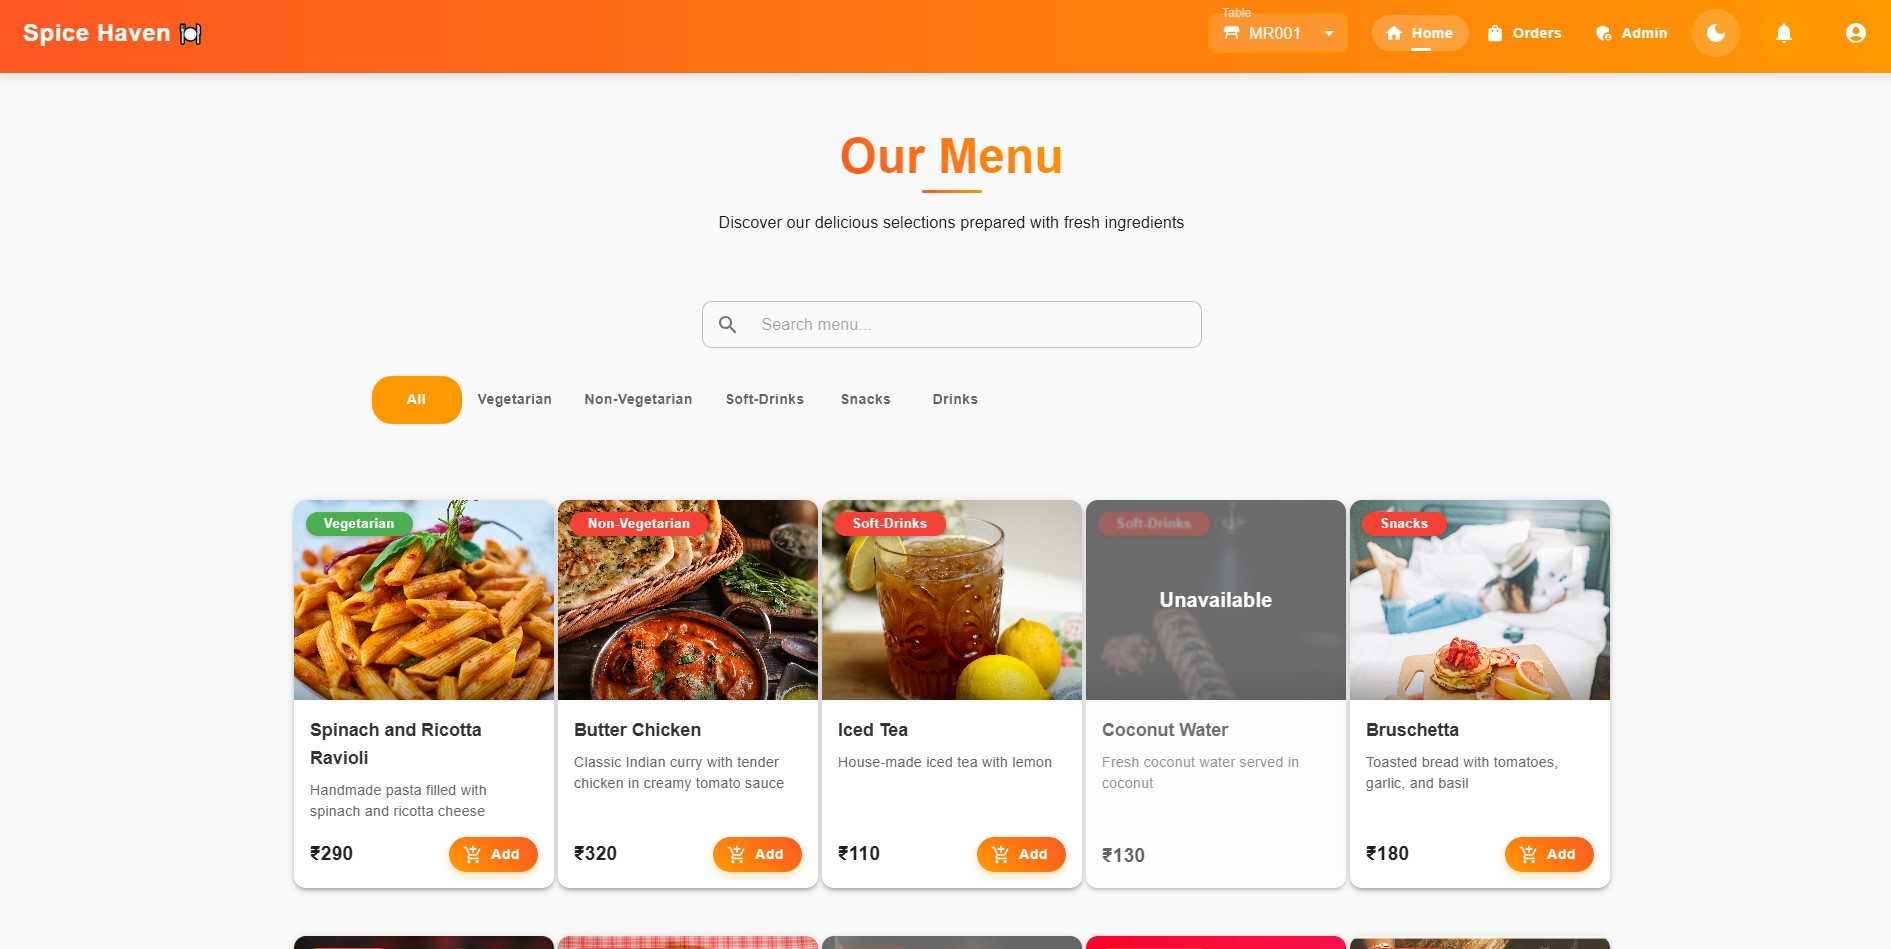 Spice Haven
Table
MR001
Home
Orders
Admin
Our Menu
Discover our delicious selections prepared with fresh ingredients
Search menu...
All
Vegetarian
Non-Vegetarian
Soft-Drinks
Snacks
Drinks
Vegetarian
Spinach and Ricotta
Ravioli
Handmade pasta filled with
spinach and ricotta cheese
₹290
Add
Non-Vegetarian
Butter Chicken
Classic Indian curry with tender
chicken in creamy tomato sauce
₹320
Add
Soft-Drinks
Iced Tea
House-made iced tea with lemon
₹110
Add
Soft-Drinks
Unavailable
Coconut Water
Fresh coconut water served in
coconut
₹130
Snacks
Bruschetta
Toasted bread with tomatoes,
garlic, and basil
₹180
Add